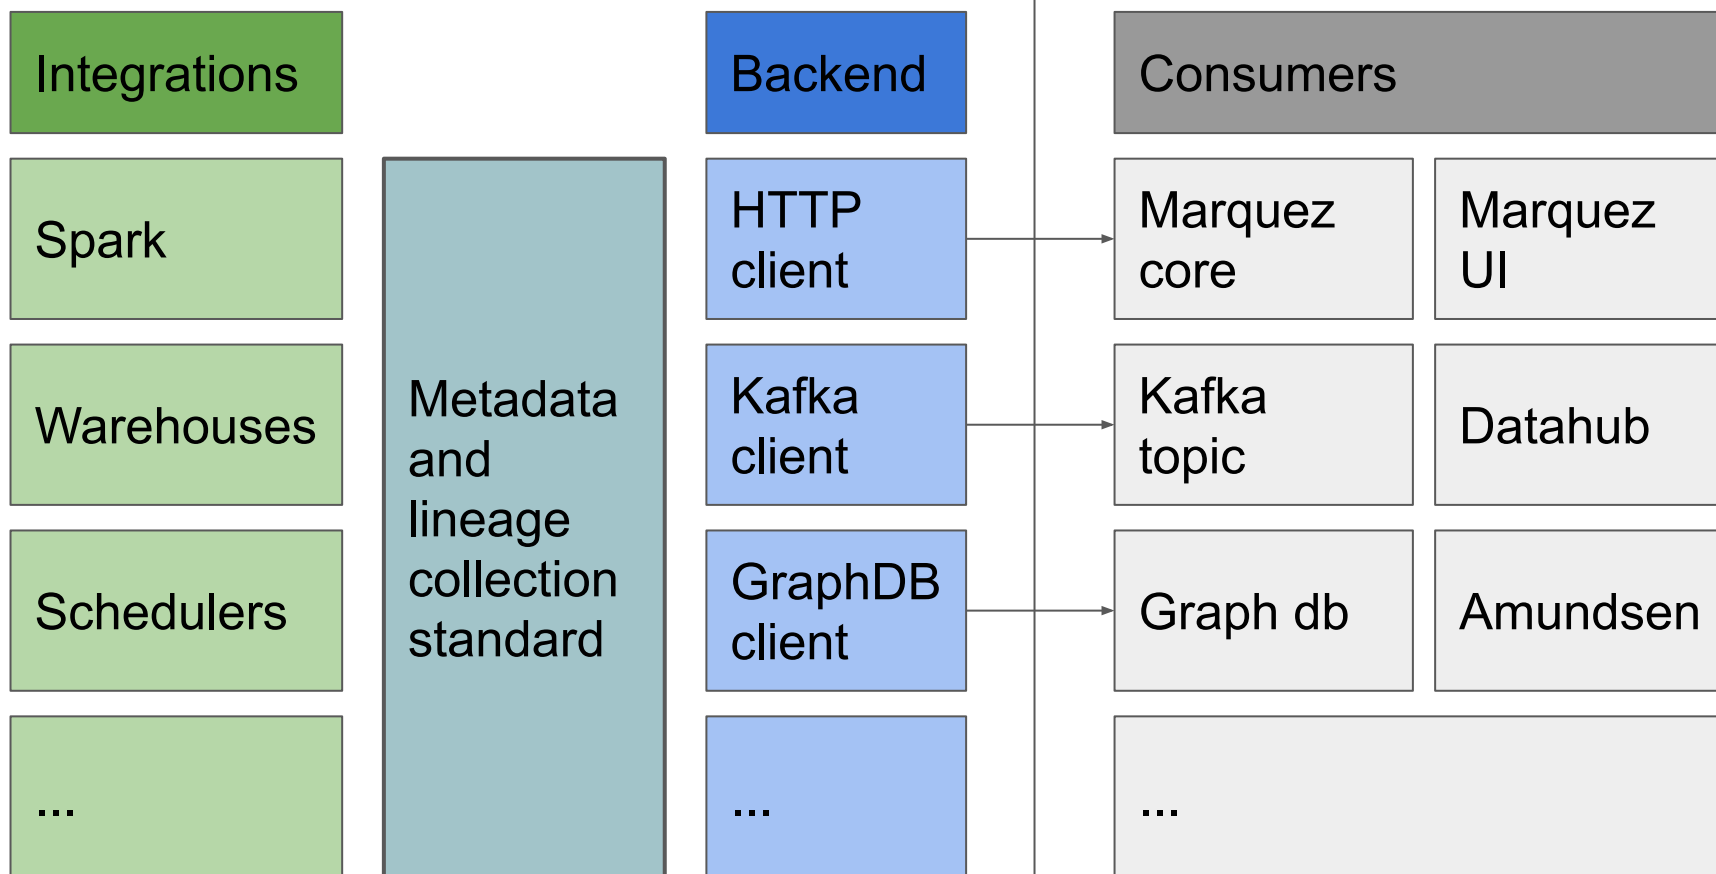 Integrations
Backend
Consumers
Spark
Warehouses
Schedulers
...
Metadata
and
lineage
collection
standard
HTTP
client
Kafka
client
GraphDB
client
...
Marquez
core
Marquez
UI
Kafka
topic
Datahub
Graph db
Amundsen
...